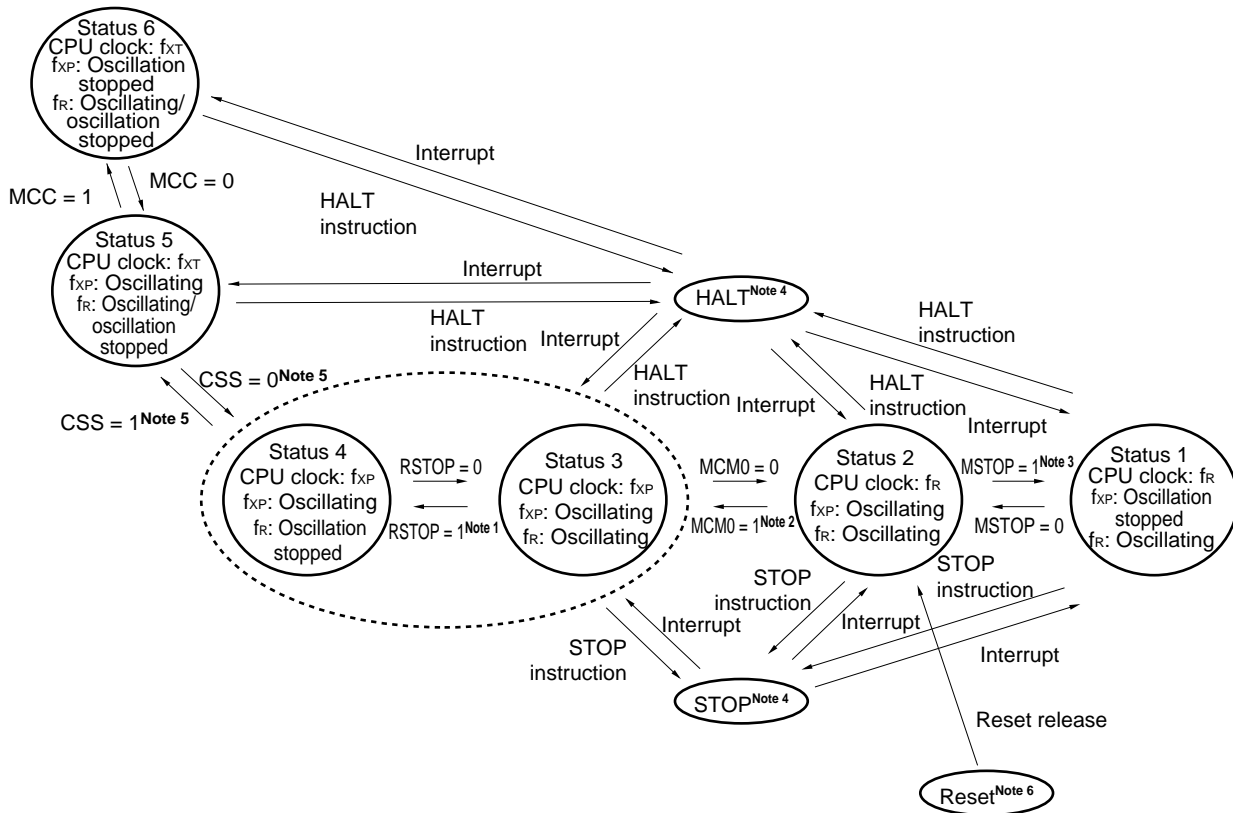 Status 6
CPU clock: fXT
fXP: Oscillation
stopped
fR: Oscillating/
oscillation
stopped
Interrupt
MCC = 1
MCC = 0
HALT
instruction
Status 5
CPU clock: fXT
fXP: Oscillating
fR: Oscillating/
oscillation
stopped
Interrupt
HALT
instruction
HALTNote 4
HALT
instruction
Interrupt
HALT
instruction
Interrupt
HALT
instruction
Interrupt
CSS = 0Note 5
CSS = 1Note 5
Status 4
CPU clock: fXP
fXP: Oscillating
fR: Oscillation
stopped
RSTOP = 0
RSTOP = 1Note 1
Status 3
CPU clock: fXP
fXP: Oscillating
fR: Oscillating
MCM0 = 0
MCM0 = 1Note 2
Status 2
CPU clock: fR
fXP: Oscillating
fR: Oscillating
MSTOP = 1Note 3
MSTOP = 0
Status 1
CPU clock: fR
fXP: Oscillation
stopped
fR: Oscillating
STOP
instruction
Interrupt
STOP
instruction
Interrupt
STOP
instruction
Interrupt
STOPNote 4
Reset release
ResetNote 6